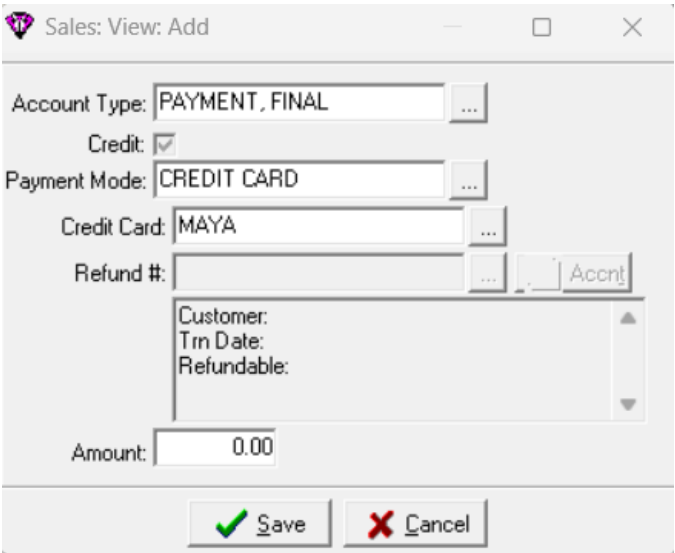 Sales: View: Add
Account Type: PAYMENT, FINAL ...
Credit:
Payment Mode: CREDIT CARD ...
Credit Card: MAYA ...
Refund #: ... Accnt
Customer:
Trn Date:
Refundable:
Amount: 0.00
Save Cancel